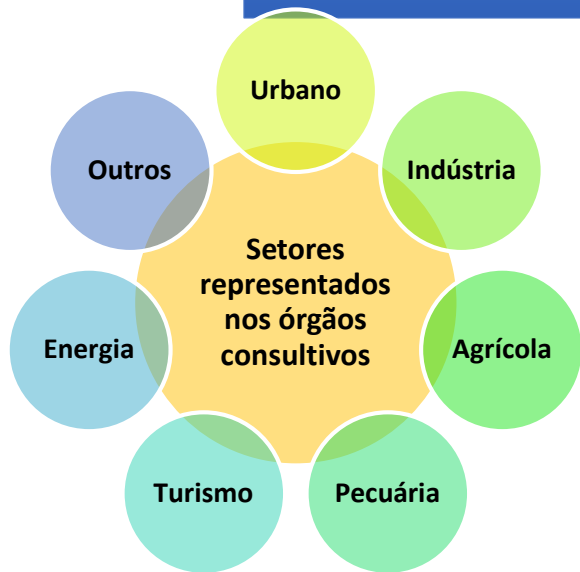 Urbano
Outros
Indústria
Setores
representados
nos órgãos
consultivos
Energia
Agrícola
Turismo
Pecuária